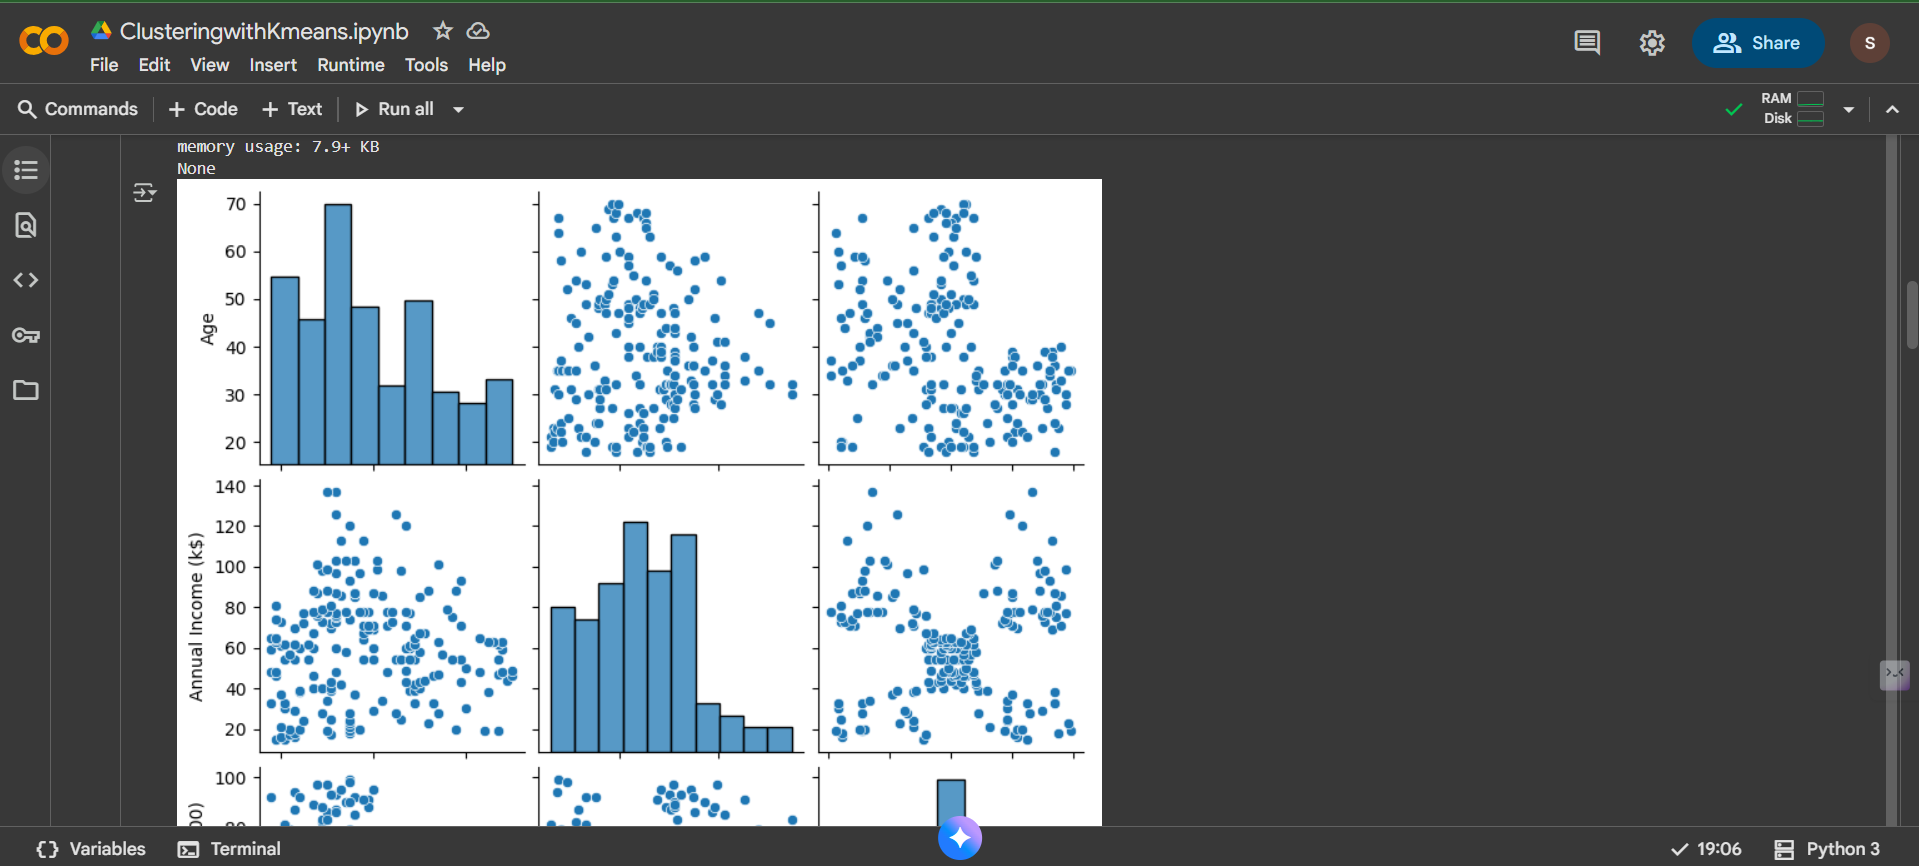 ClusteringwithKmeans.ipynb
File Edit View Insert Runtime Tools Help
Share
S
Commands + Code + Text Run all
RAM
Disk
memory usage: 7.9+ KB
None
70
60
50
40
30
20
Age
140
120
100
80
60
40
20
Annual Income (k$)
100
80
00)
Variables Terminal
19:06 Python 3